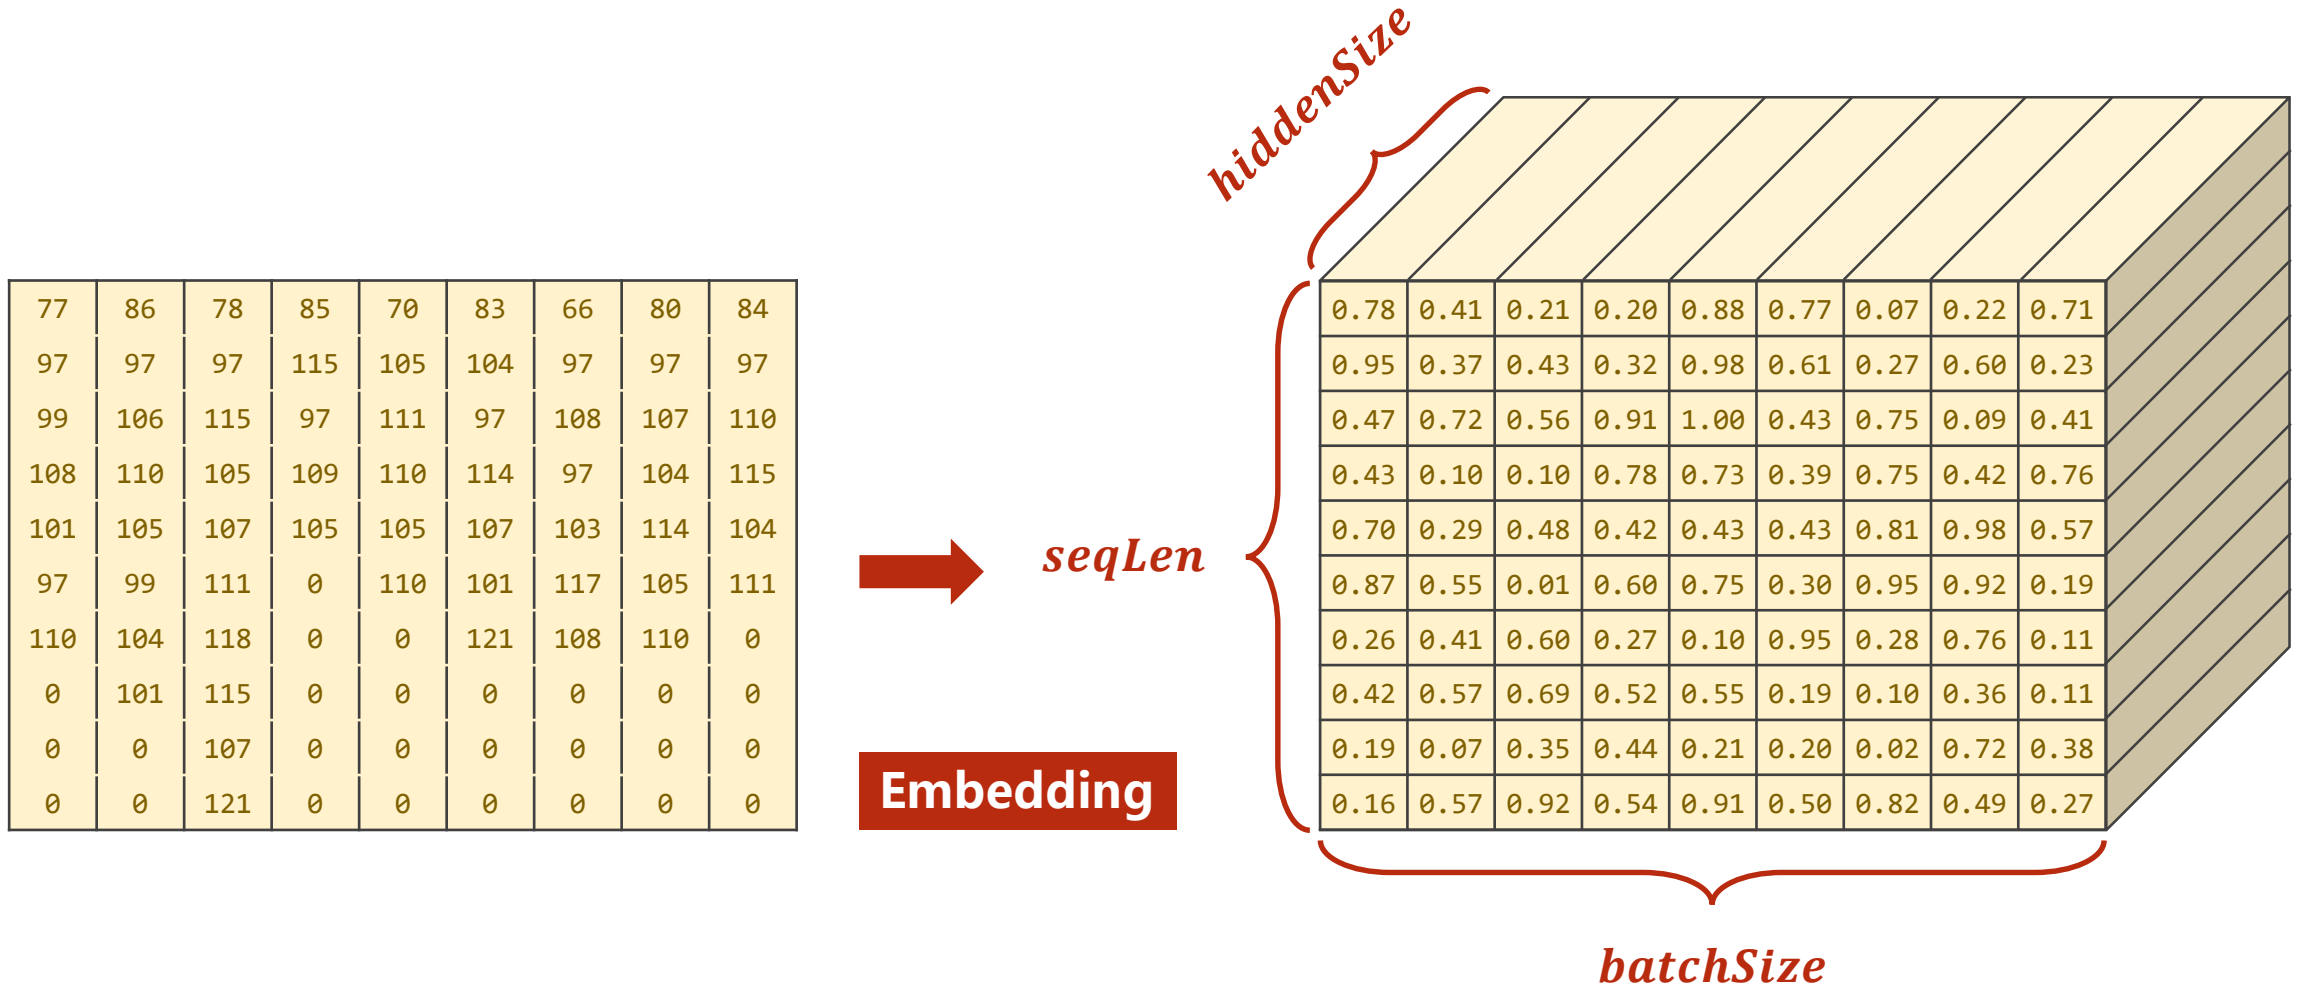 hiddenSize
77 86 78 85 70 83 66 80 84
97 97 97 115 105 104 97 97 97
99 106 115 97 111 97 108 107 110
108 110 105 109 110 114 97 104 115
101 105 107 105 105 107 103 114 104
97 99 111 0 110 101 117 105 111
110 104 118 0 0 121 108 110 0
0 101 115 0 0 0 0 0 0
0 0 107 0 0 0 0 0 0
0 0 121 0 0 0 0 0 0
Embedding
seqLen
0.78 0.41 0.21 0.20 0.88 0.77 0.07 0.22 0.71
0.95 0.37 0.43 0.32 0.98 0.61 0.27 0.60 0.23
0.47 0.72 0.56 0.91 1.00 0.43 0.75 0.09 0.41
0.43 0.10 0.10 0.78 0.73 0.39 0.75 0.42 0.76
0.70 0.29 0.48 0.42 0.43 0.43 0.81 0.98 0.57
0.87 0.55 0.01 0.60 0.75 0.30 0.95 0.92 0.19
0.26 0.41 0.60 0.27 0.10 0.95 0.28 0.76 0.11
0.42 0.57 0.69 0.52 0.55 0.19 0.10 0.36 0.11
0.19 0.07 0.35 0.44 0.21 0.20 0.02 0.72 0.38
0.16 0.57 0.92 0.54 0.91 0.50 0.82 0.49 0.27
batchSize